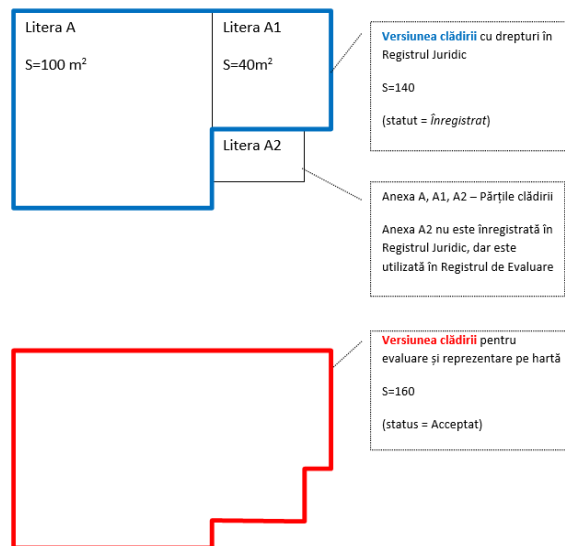 Litera A
S=100 m²
Litera A1
S=40m²
Litera A2
Versiunea clădirii cu drepturi în
Registrul Juridic
S=140
(statut = Înregistrat)
Anexa A, A1, A2 – Părțile clădirii
Anexa A2 nu este înregistrată în
Registrul Juridic, dar este
utilizată în Registrul de Evaluare
Versiunea clădirii pentru
evaluare și reprezentare pe hartă
S=160
(status = Acceptat)